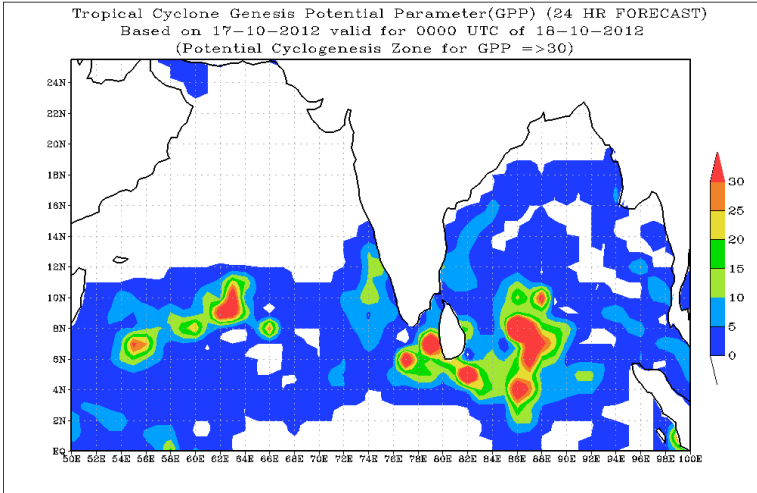 Tropical Cyclone Genesis Potential Parameter(GPP) (24 HR FORECAST)
Based on 17-10-2012 valid for 0000 UTC of 18-10-2012
(Potential Cyclogenesis Zone for GPP =>30)
24N
22N
20N
18N
16N
14N
12N
10N
8N
6N
4N
2N
EQ
50E 52E 54E 56E 58E 60E 62E 64E 66E 68E 70E 72E 74E 76E 78E 80E 82E 84E 86E 88E 90E 92E 94E 96E 98E 100E
30
25
20
15
10
5
0